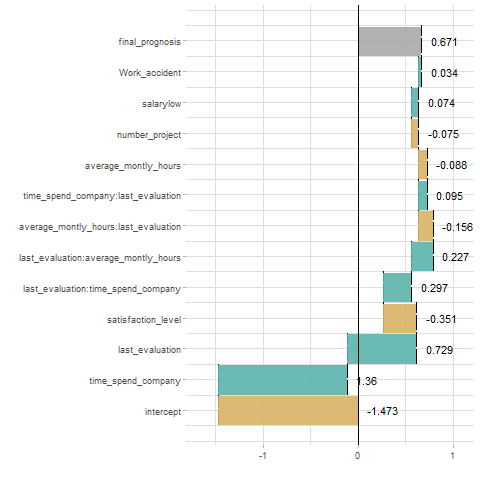 final_prognosis 0.671
Work_accident 0.034
salarylow 0.074
number_project -0.075
average_montly_hours -0.088
time_spend_company:last_evaluation 0.095
average_montly_hours:last_evaluation -0.156
last_evaluation:average_montly_hours 0.227
last_evaluation:time_spend_company 0.297
satisfaction_level -0.351
last_evaluation 0.729
time_spend_company 1.36
intercept -1.473
-1 0 1